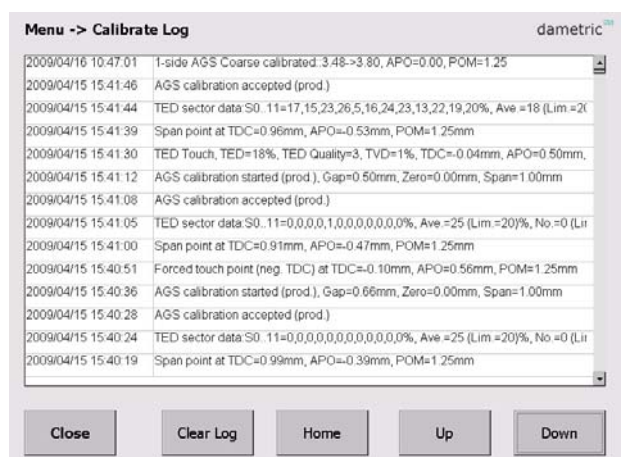 Menu -> Calibrate Log
dametric
2009/04/16 10:47:01 1-side AGS Coarse calibrated.:3.48->3.80, APO=0.00, POM=1.25
2009/04/15 15:41:46 AGS calibration accepted (prod.)
2009/04/15 15:41:44 TED sector data:S0..11=17,15,23,26,5,16,24,23,13,22,19,20%, Ave.=18 (Lim.=20
2009/04/15 15:41:39 Span point at TDC=0.96mm, APO=-0.53mm, POM=1.25mm
2009/04/15 15:41:30 TED Touch, TED=18%, TED Quality=3, TVD=1%, TDC=-0.04mm, APO=0.50mm,
2009/04/15 15:41:12 AGS calibration started (prod.), Gap=0.50mm, Zero=0.00mm, Span=1.00mm
2009/04/15 15:41:08 AGS calibration accepted (prod.)
2009/04/15 15:41:05 TED sector data:S0..11=0,0,0,0,1,0,0,0,0,0,0,0%, Ave.=25 (Lim.=20)%, No.=0 (Lir
2009/04/15 15:41:00 Span point at TDC=0.91mm, APO=-0.47mm, POM=1.25mm
2009/04/15 15:40:51 Forced touch point (neg. TDC) at TDC=-0.10mm, APO=0.56mm, POM=1.25mm
2009/04/15 15:40:36 AGS calibration started (prod.), Gap=0.66mm, Zero=0.00mm, Span=1.00mm
2009/04/15 15:40:28 AGS calibration accepted (prod.)
2009/04/15 15:40:24 TED sector data:S0..11=0,0,0,0,0,0,0,0,0,0,0,0%, Ave.=25 (Lim.=20)%, No.=0 (Lir
2009/04/15 15:40:19 Span point at TDC=0.99mm, APO=-0.39mm, POM=1.25mm
Close Clear Log Home Up Down